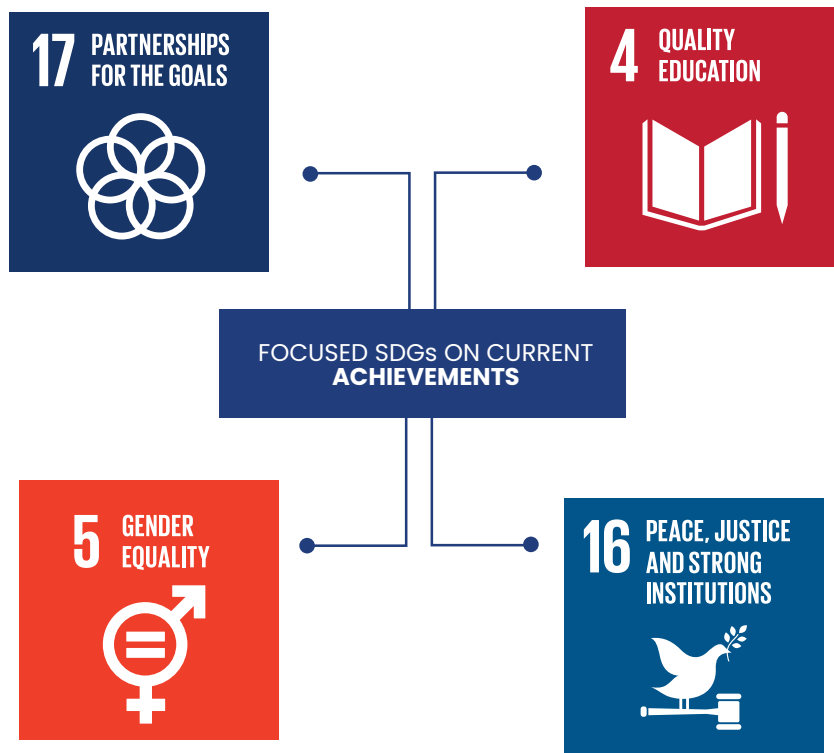 17 PARTNERSHIPS
FOR THE GOALS
4 QUALITY
EDUCATION
FOCUSED SDGs ON CURRENT
ACHIEVEMENTS
5 GENDER
EQUALITY
16 PEACE, JUSTICE
AND STRONG
INSTITUTIONS